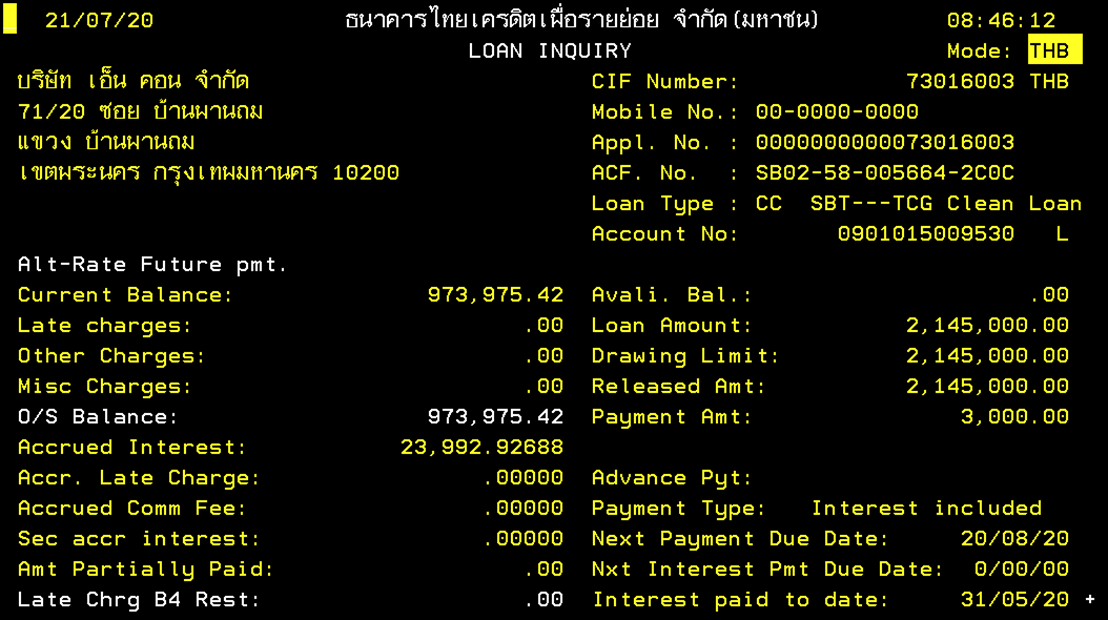 21/07/20 ธนาคารไทยเครดิตเพื่อรายย่อย จำกัด(มหาชน) 08:46:12
LOAN INQUIRY Mode: THB
บริษัท เอ็น คอน จำกัด CIF Number: 73016003 THB
71/20 ซอย บ้านพานถม Mobile No.: 00-0000-0000
แขวง บ้านพานถม Appl. No. : 0000000000073016003
เขตพระนคร กรุงเทพมหานคร 10200 ACF. No. : SB02-58-005664-2C0C
Loan Type : CC SBT---TCG Clean Loan
Account No: 0901015009530 L
Alt-Rate Future pmt.
Current Balance: 973,975.42 Avali. Bal.: .00
Late charges: .00 Loan Amount: 2,145,000.00
Other Charges: .00 Drawing Limit: 2,145,000.00
Misc Charges: .00 Released Amt: 2,145,000.00
O/S Balance: 973,975.42 Payment Amt: 3,000.00
Accrued Interest: 23,992.92688
Accr. Late Charge: .00000 Advance Pyt:
Accrued Comm Fee: .00000 Payment Type: Interest included
Sec accr interest: .00000 Next Payment Due Date: 20/08/20
Amt Partially Paid: .00 Nxt Interest Pmt Due Date: 0/00/00
Late Chrg B4 Rest: .00 Interest paid to date: 31/05/20 +